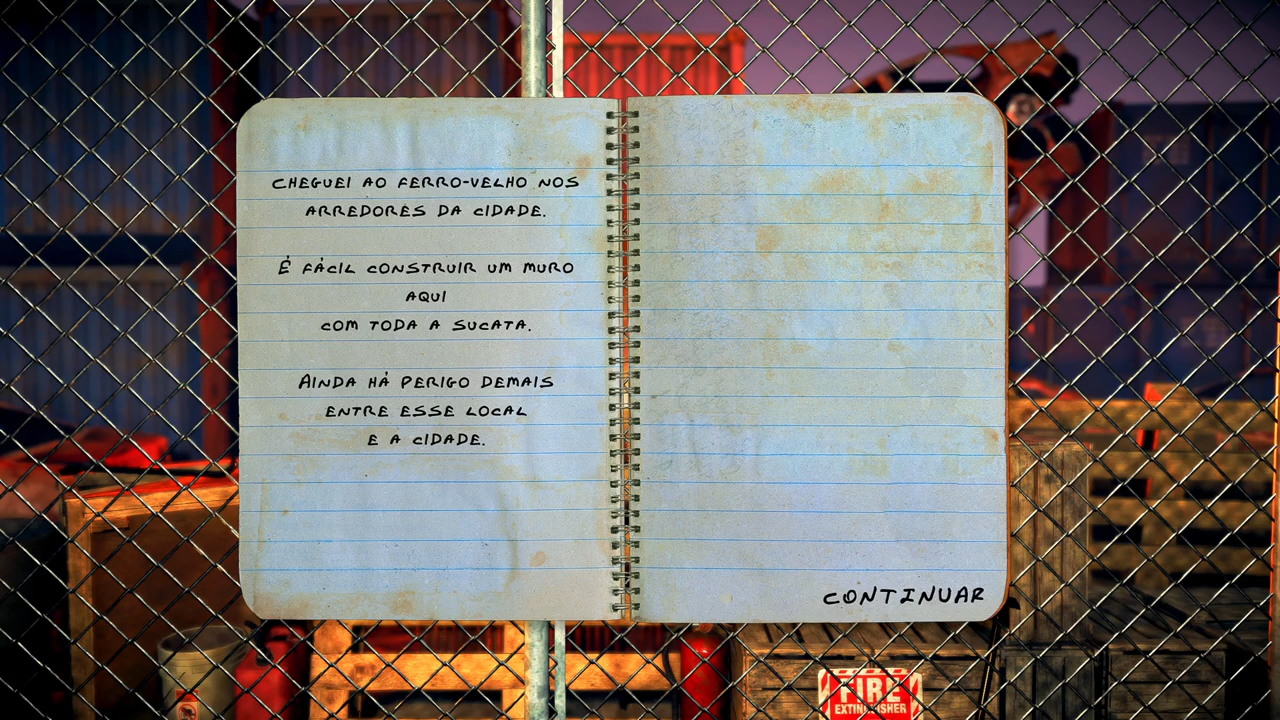 CHEGUEI AO FERRO-VELHO NOS
ARREDORES DA CIDADE.
É FÁCIL CONSTRUIR UM MURO
AQUI
COM TODA A SUCATA.
AINDA HÁ PERIGO DEMAIS
ENTRE ESSE LOCAL
E A CIDADE.
CONTINUAR
FIRE
EXTINGUISHER